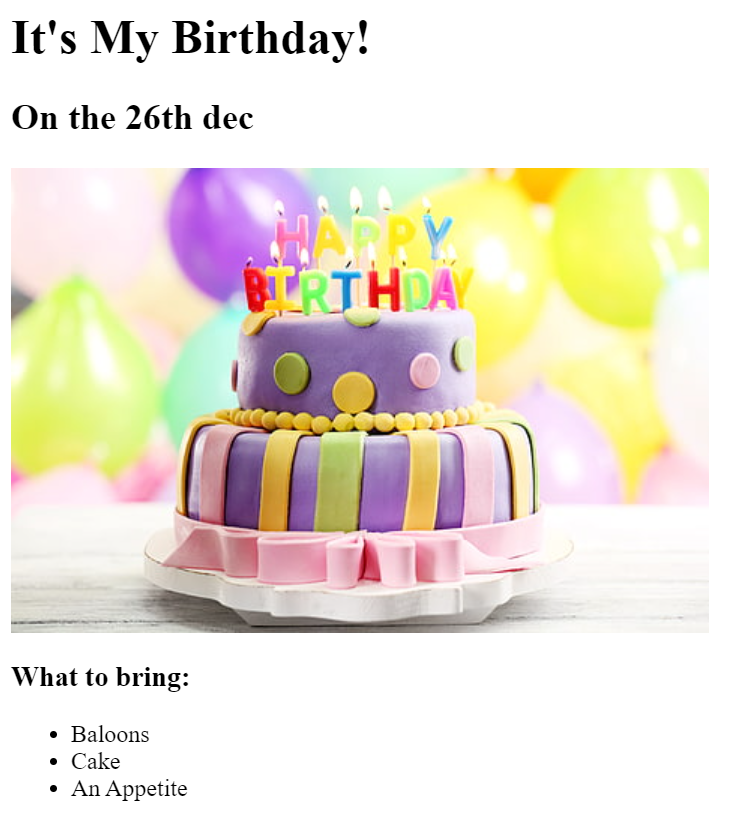 It's My Birthday!
On the 26th dec
HAPPY
BIRTHDAY
What to bring:
Baloons
Cake
An Appetite